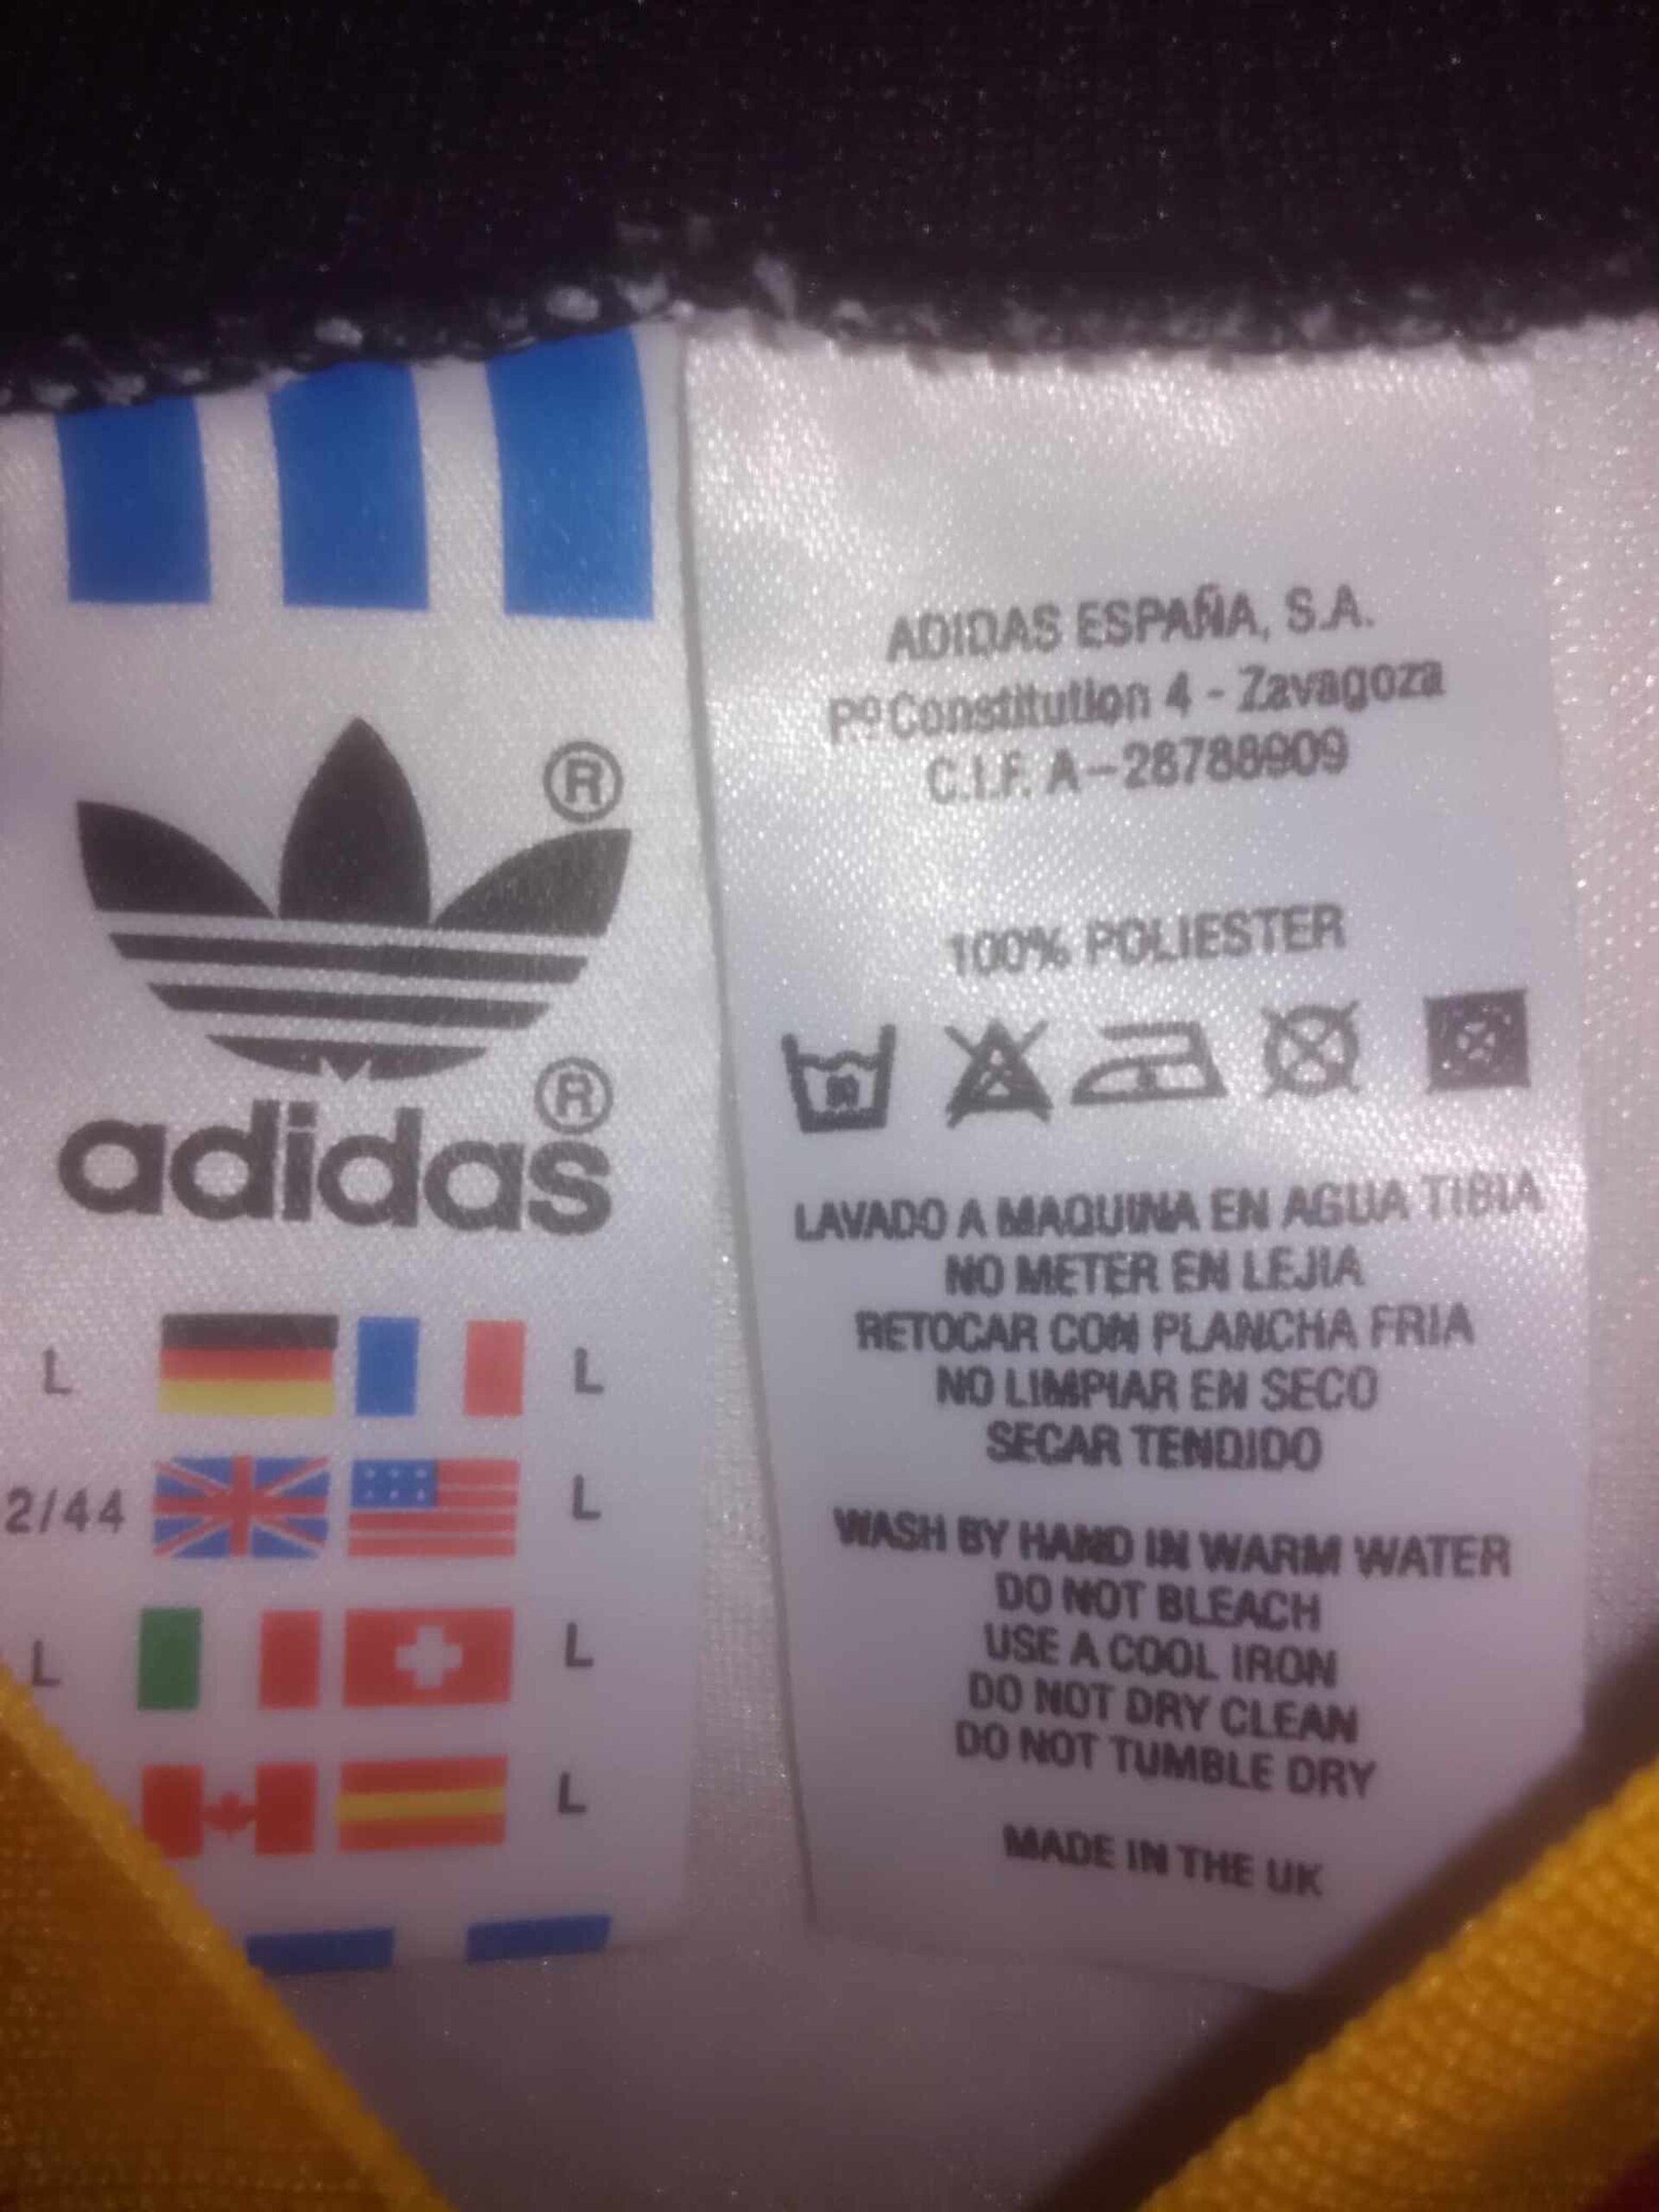 ®
®
adidas
L L
2/44 L
L L
L
ADIDAS ESPAÑA, S.A.
Pº Constitution 4 - Zavagoza
C.I.F. A-28788909
100% POLIESTER
LAVADO A MAQUINA EN AGUA TIBIA
NO METER EN LEJIA
RETOCAR CON PLANCHA FRIA
NO LIMPIAR EN SECO
SECAR TENDIDO
WASH BY HAND IN WARM WATER
DO NOT BLEACH
USE A COOL IRON
DO NOT DRY CLEAN
DO NOT TUMBLE DRY
MADE IN THE UK